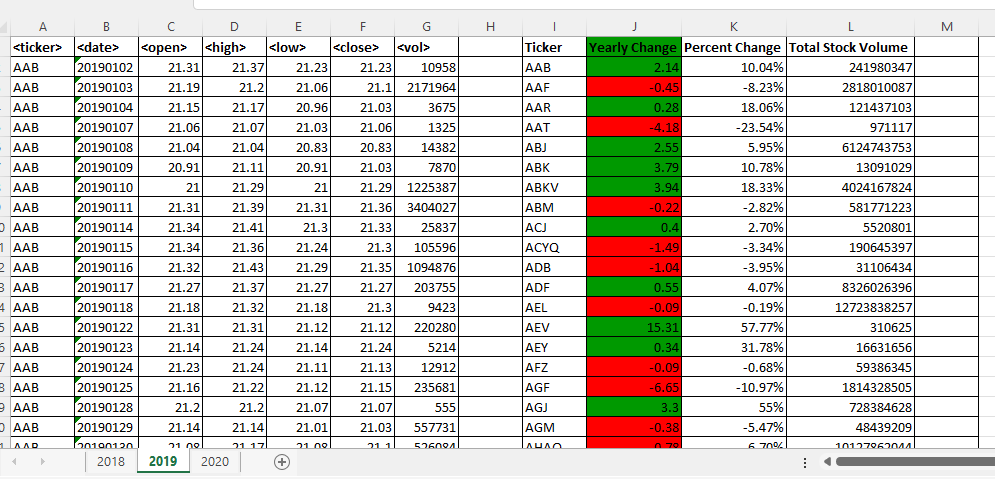 A B C D E F G H I J K L M
<ticker> <date> <open> <high> <low> <close> <vol> Ticker Yearly Change Percent Change Total Stock Volume
AAB 20190102 21.31 21.37 21.23 21.23 10958 AAB 2.14 10.04% 241980347
AAB 20190103 21.19 21.2 21.06 21.1 2171964 AAF -0.45 -8.23% 2818010087
AAB 20190104 21.15 21.17 20.96 21.03 3675 AAR 0.28 18.06% 121437103
AAB 20190107 21.06 21.07 21.03 21.06 1325 AAT -4.18 -23.54% 971117
AAB 20190108 21.04 21.04 20.83 20.83 14382 ABJ 2.55 5.95% 6124743753
AAB 20190109 20.91 21.11 20.91 21.03 7870 ABK 3.79 10.78% 13091029
AAB 20190110 21 21.29 21 21.29 1225387 ABKV 3.94 18.33% 4024167824
AAB 20190111 21.31 21.39 21.31 21.36 3404027 ABM -0.22 -2.82% 581771223
AAB 20190114 21.34 21.41 21.3 21.33 25837 ACJ 0.4 2.70% 5520801
AAB 20190115 21.34 21.36 21.24 21.3 105596 ACYQ -1.49 -3.34% 190645397
AAB 20190116 21.32 21.43 21.29 21.35 1094876 ADB -1.04 -3.95% 31106434
AAB 20190117 21.27 21.37 21.27 21.27 203755 ADF 0.55 4.07% 8326026396
AAB 20190118 21.18 21.32 21.18 21.3 9423 AEL -0.09 -0.19% 12723838257
AAB 20190122 21.31 21.31 21.12 21.12 220280 AEV 15.31 57.77% 310625
AAB 20190123 21.14 21.24 21.14 21.24 5214 AEY 0.34 31.78% 16631656
AAB 20190124 21.23 21.24 21.11 21.13 12912 AFZ -0.09 -0.68% 59386345
AAB 20190125 21.16 21.22 21.12 21.15 235681 AGF -6.65 -10.97% 1814328505
AAB 20190128 21.2 21.2 21.07 21.07 555 AGJ 3.3 55% 728384628
AAB 20190129 21.14 21.14 21.01 21.03 557731 AGM -0.38 -5.47% 48439209
AAB 20190130 21.08 21.17 21.08 21.1 526084
2018 2019 2020